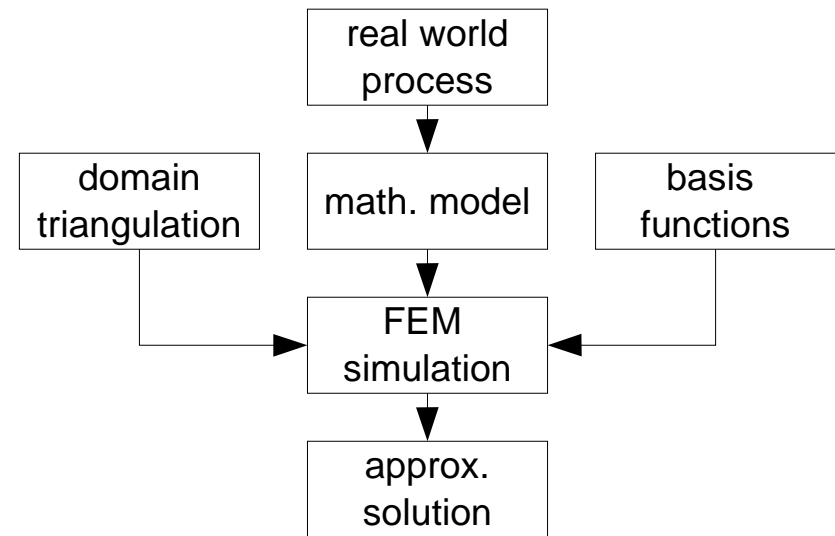 real world
process
domain
triangulation
math. model
basis
functions
FEM
simulation
approx.
solution